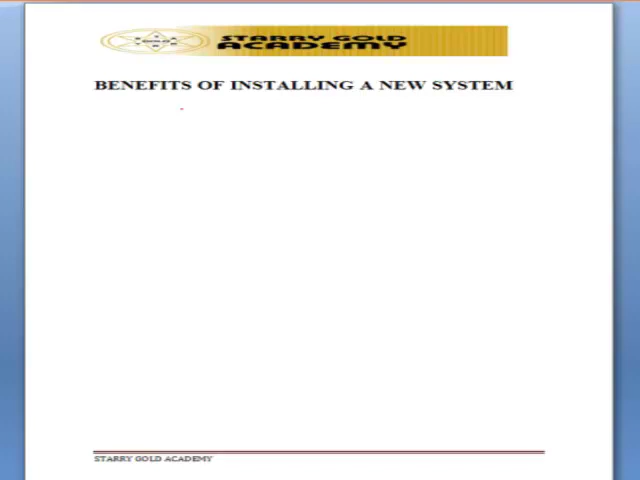 STARRY GOLD
ACADEMY
BENEFITS OF INSTALLING A NEW SYSTEM
STARRY GOLD ACADEMY